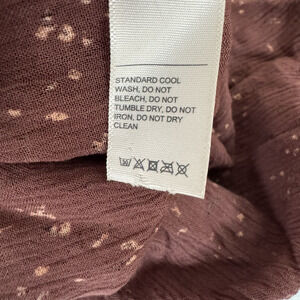 STANDARD COOL
WASH, DO NOT
BLEACH, DO NOT
TUMBLE DRY, DO NOT
IRON, DO NOT DRY
CLEAN